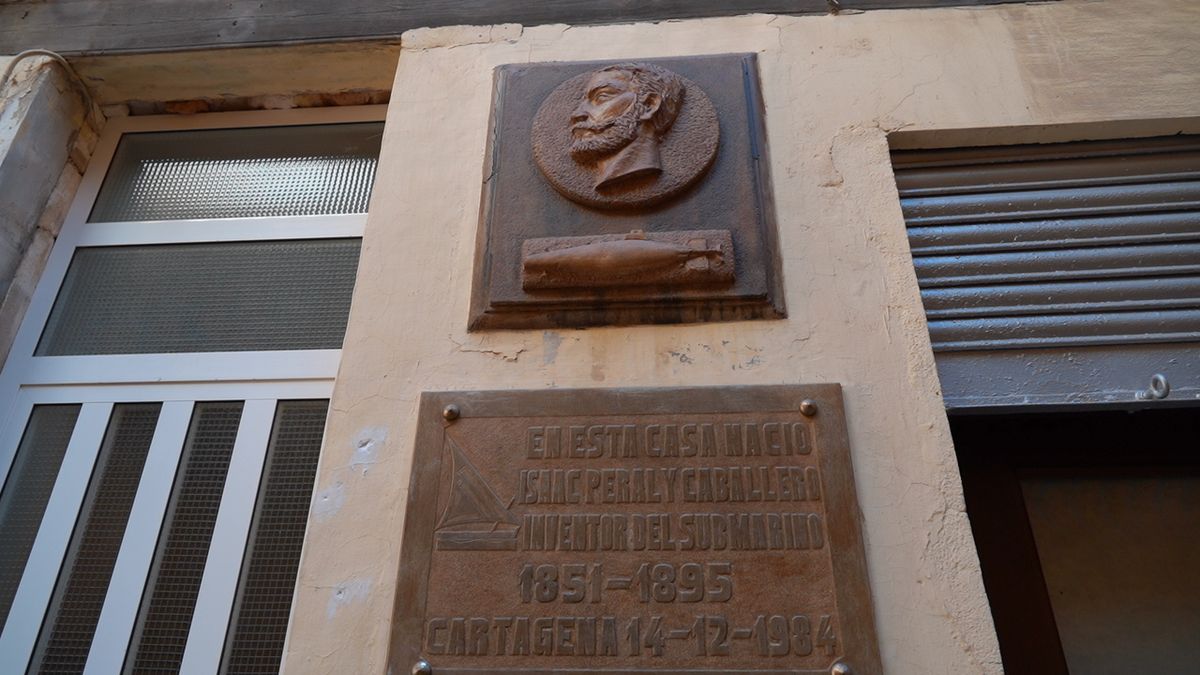 EN ESTA CASA NACIO
ISAAC PERAL Y CABALLERO
INVENTOR DEL SUBMARINO
1851-1895
CARTAGENA 14-12-1984